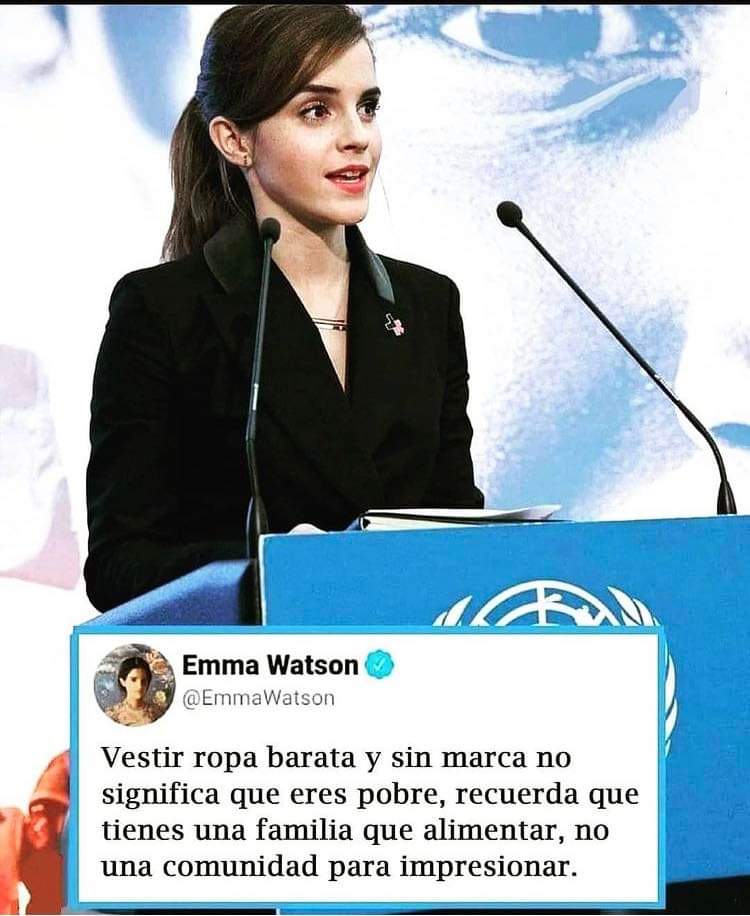 Emma Watson
@EmmaWatson
Vestir ropa barata y sin marca no
significa que eres pobre, recuerda que
tienes una familia que alimentar, no
una comunidad para impresionar.